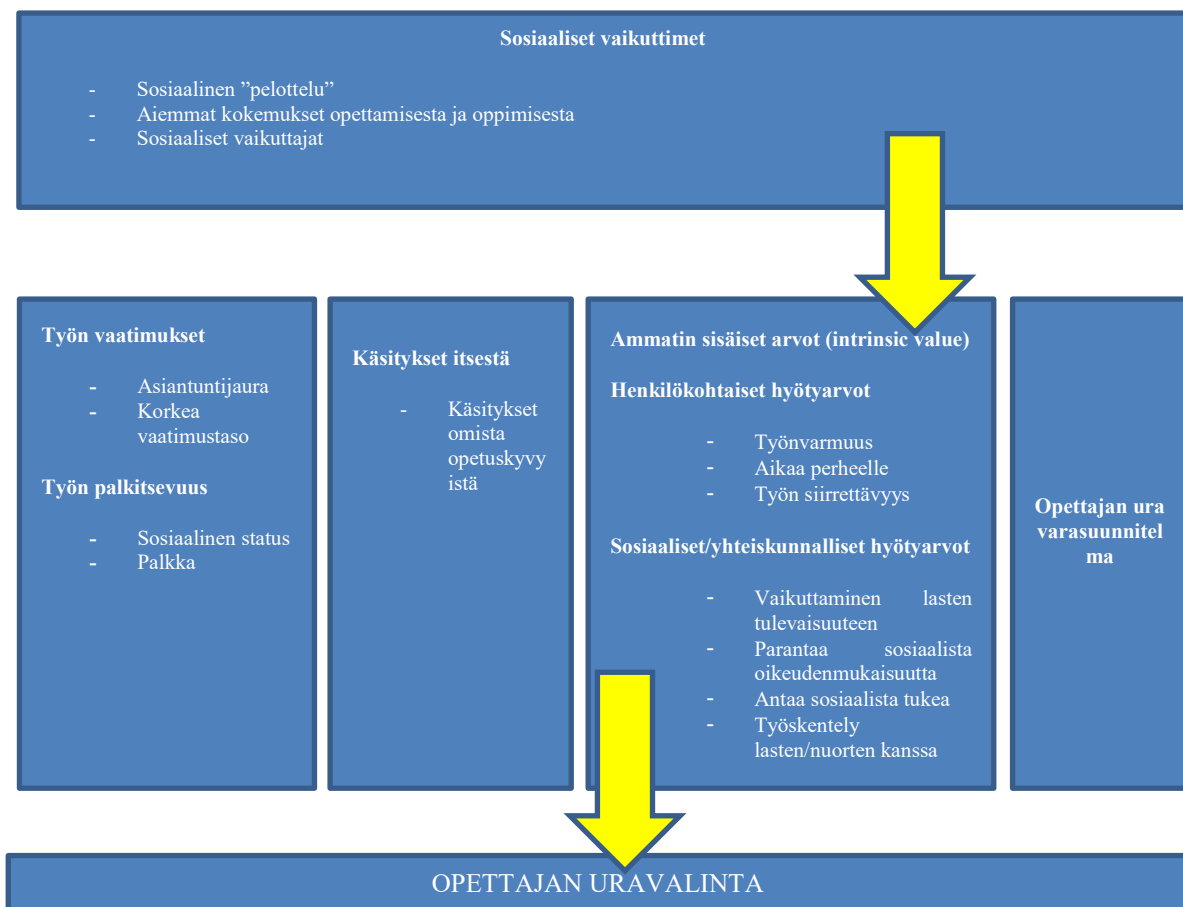 Sosiaaliset vaikuttimet
- Sosiaalinen ”pelottelu”
- Aiemmat kokemukset opettamisesta ja oppimisesta
- Sosiaaliset vaikuttajat
Työn vaatimukset
- Asiantuntijaura
- Korkea
vaatimustaso
Työn palkitsevuus
- Sosiaalinen status
- Palkka
Käsitykset itsestä
- Käsitykset
omista
opetuskyvy
istä
Ammatin sisäiset arvot (intrinsic value)
Henkilökohtaiset hyötyarvot
- Työnvarmuus
- Aikaa perheelle
- Työn siirrettävyys
Sosiaaliset/yhteiskunnalliset hyötyarvot
- Vaikuttaminen lasten
tulevaisuuteen
- Parantaa sosiaalista
oikeudenmukaisuutta
- Antaa sosiaalista tukea
- Työskentely
lasten/nuorten kanssa
Opettajan ura
varasuunnitel
ma
OPETTAJAN URAVALINTA